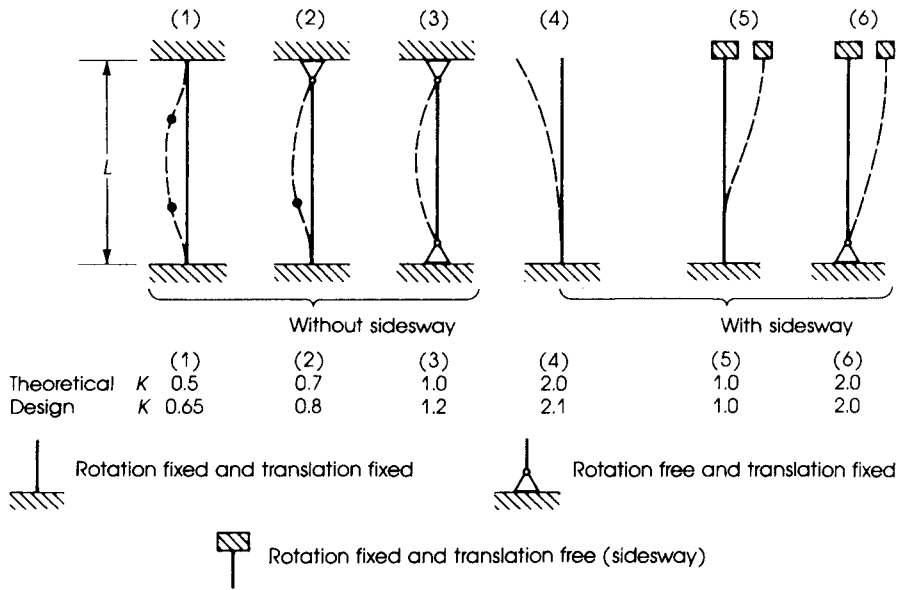 (1) (2) (3) (4) (5) (6)
L
Without sidesway With sidesway
(1) (2) (3) (4) (5) (6)
Theoretical K 0.5 0.7 1.0 2.0 1.0 2.0
Design K 0.65 0.8 1.2 2.1 1.0 2.0
Rotation fixed and translation fixed Rotation free and translation fixed
Rotation fixed and translation free (sidesway)